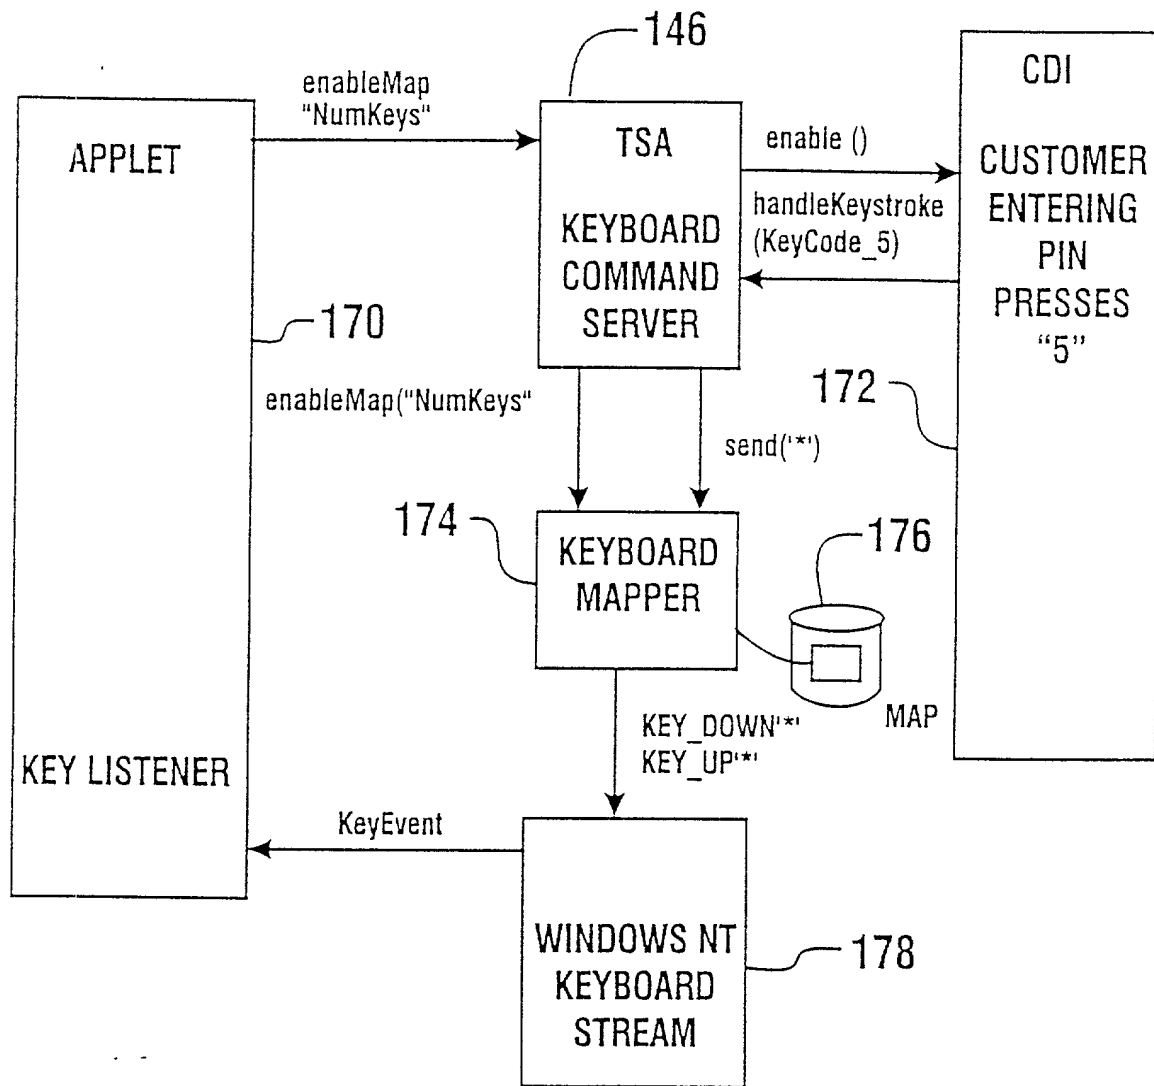 146
enableMap
"NumKeys"
APPLET
TSA
KEYBOARD
COMMAND
SERVER
enable ()
handleKeystroke
(KeyCode_5)
CDI
CUSTOMER
ENTERING
PIN
PRESSES
“5”
170
enableMap("NumKeys"
send('*')
172
174
KEYBOARD
MAPPER
176
MAP
KEY_DOWN'*'
KEY_UP'*'
KEY LISTENER
KeyEvent
WINDOWS NT
KEYBOARD
STREAM
178